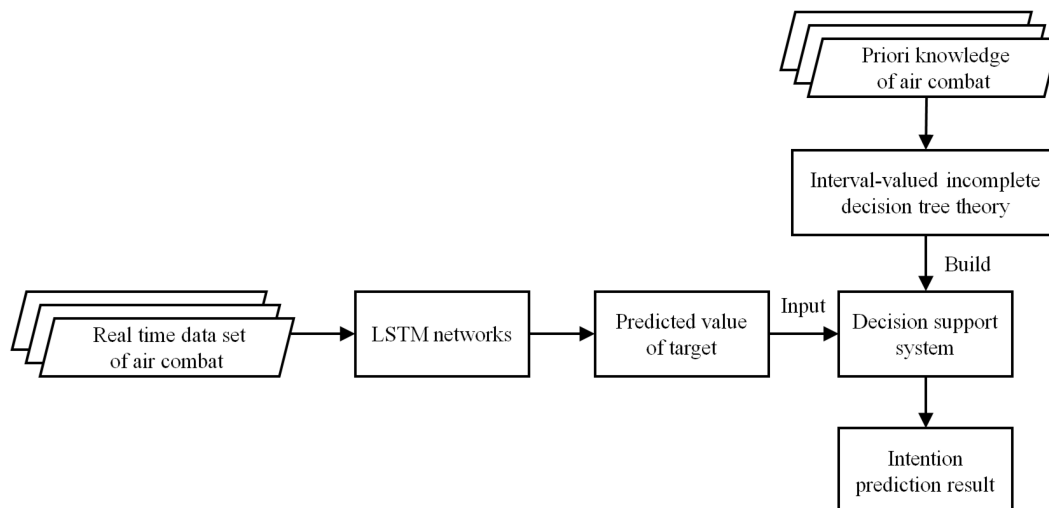 Priori knowledge
of air combat
Interval-valued incomplete
decision tree theory
Build
Real time data set
of air combat
LSTM networks
Predicted value
of target
Input
Decision support
system
Intention
prediction result